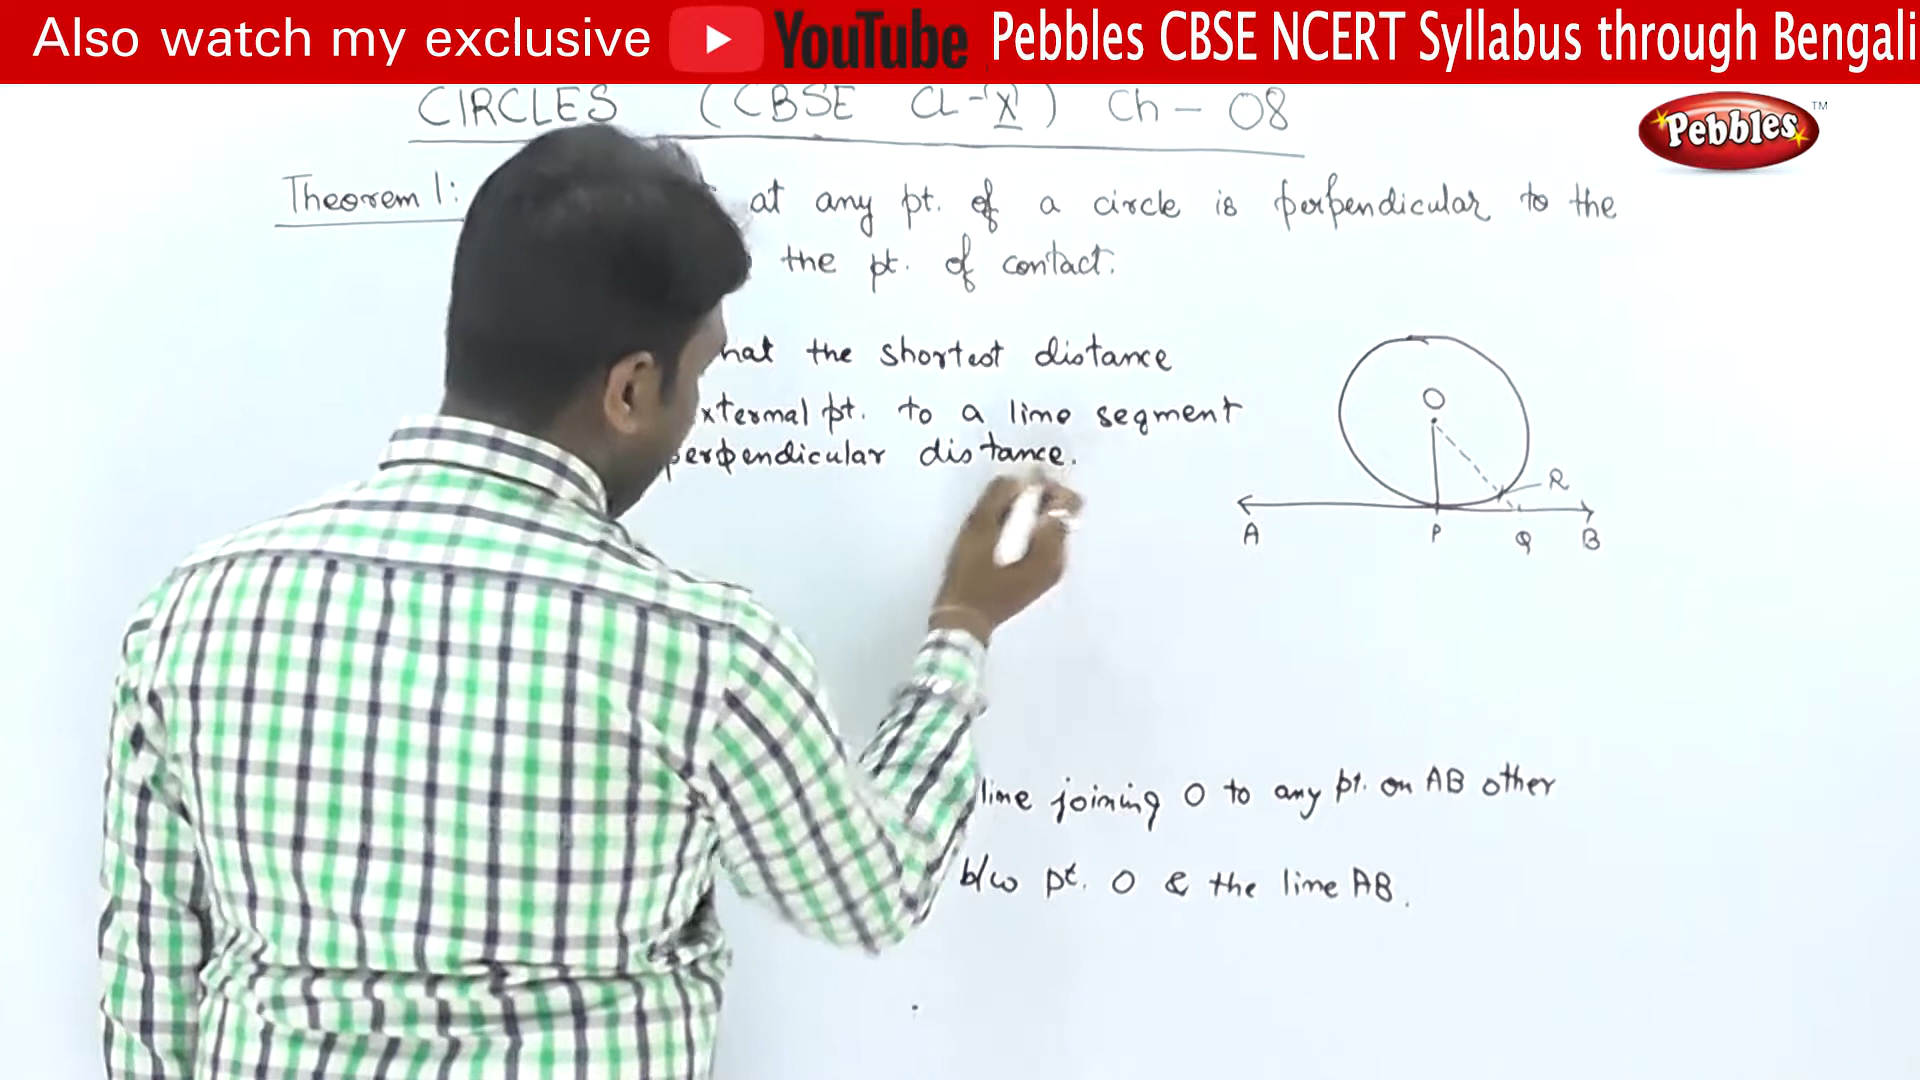 Also watch my exclusive YouTube Pebbles CBSE NCERT Syllabus through Bengali
CIRCLES (CBSE Cl-X) Ch - 08
Pebbles TM
Theorem 1: at any pt. of a circle is perpendicular to the
the pt. of contact.
hat the shortest distance
xternal pt. to a line segment
perpendicular distance.
O
R
A P Q B
line joining O to any pt. on AB other
b/w pt. O & the line AB.